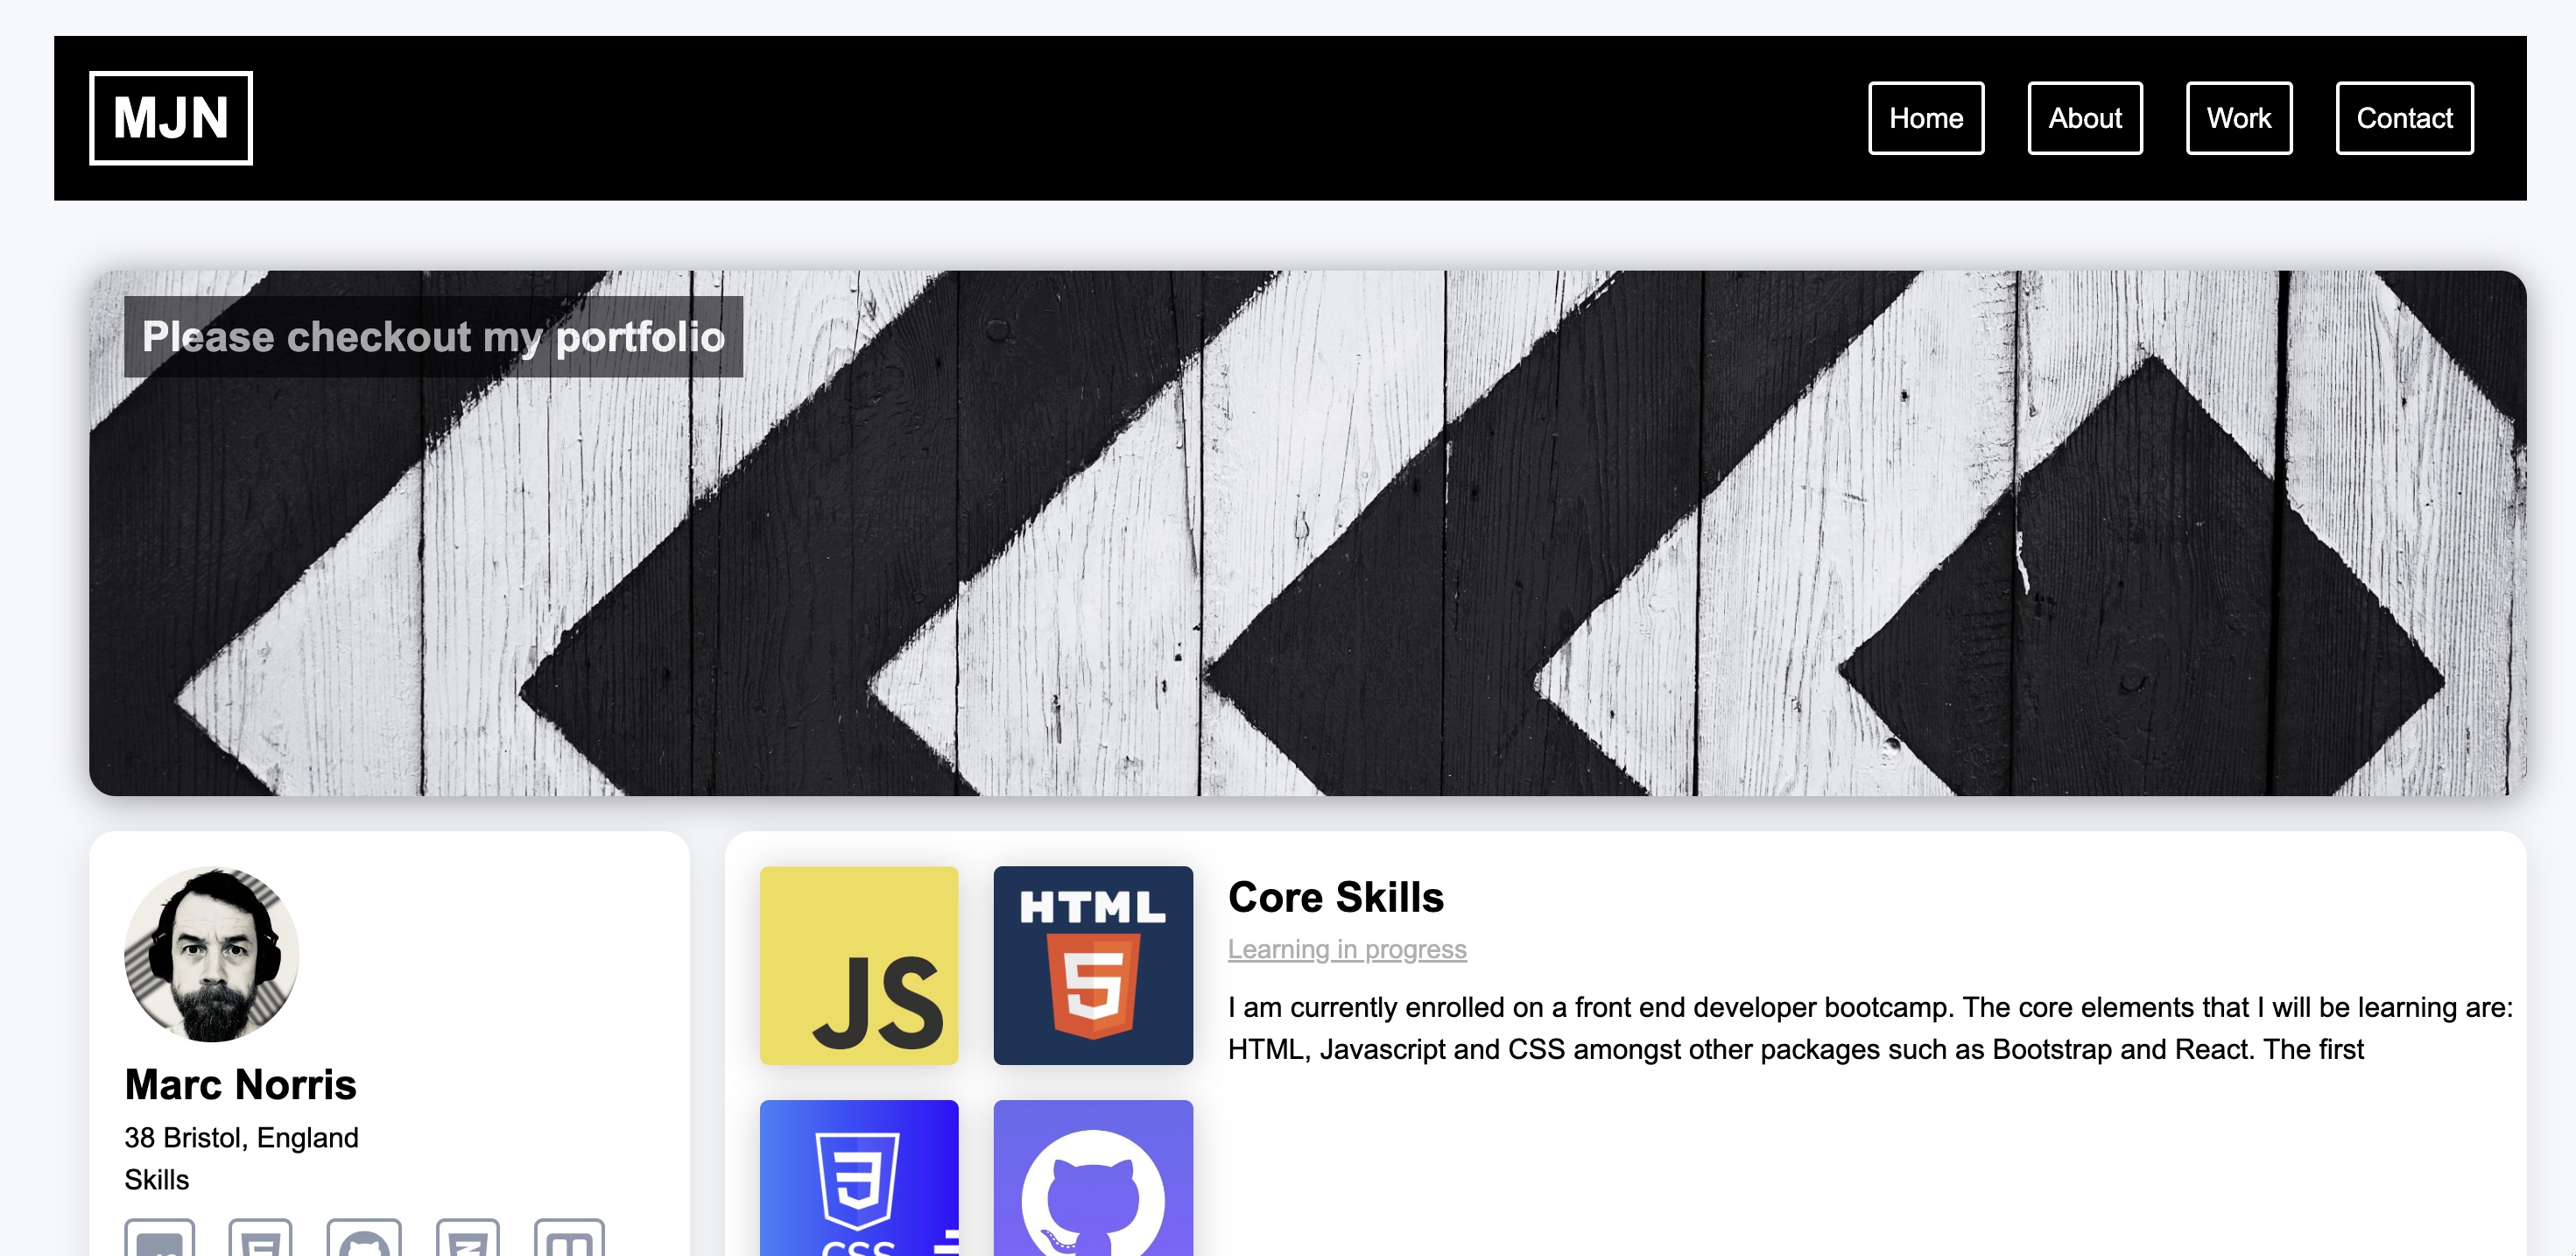 MJN
Home
About
Work
Contact
Please checkout my portfolio
Marc Norris
38 Bristol, England
Skills
JS
HTML
5
CSS
Core Skills
Learning in progress
I am currently enrolled on a front end developer bootcamp. The core elements that I will be learning are:
HTML, Javascript and CSS amongst other packages such as Bootstrap and React. The first